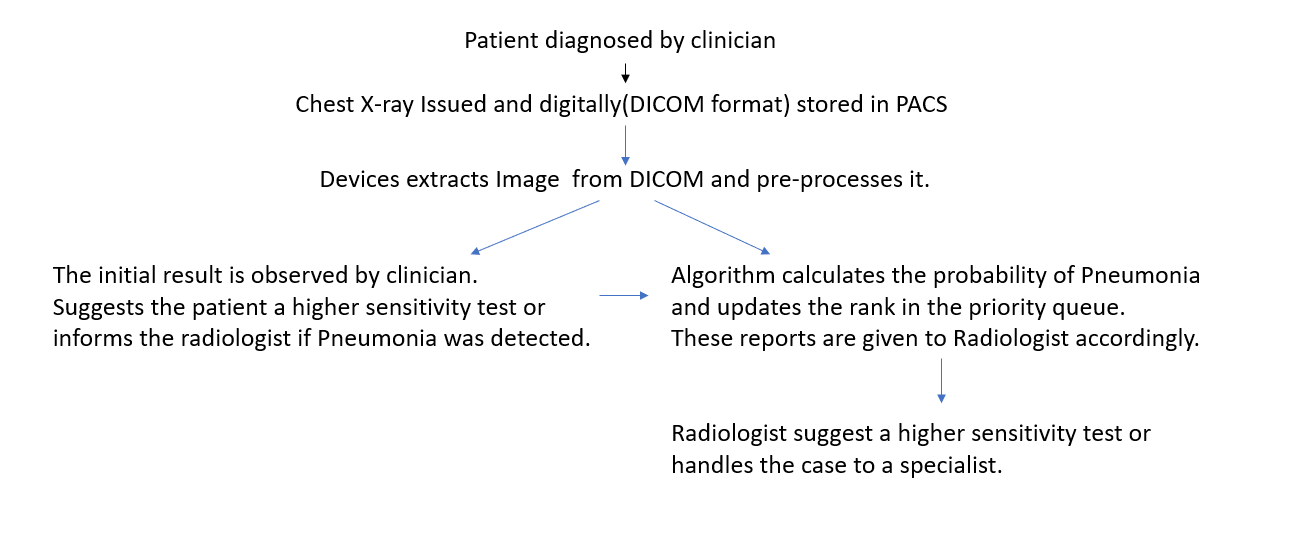 Patient diagnosed by clinician
Chest X-ray Issued and digitally(DICOM format) stored in PACS
Devices extracts Image  from DICOM and pre-processes it.
The initial result is observed by clinician.
Suggests the patient a higher sensitivity test or
informs the radiologist if Pneumonia was detected.
Algorithm calculates the probability of Pneumonia
and updates the rank in the priority queue.
These reports are given to Radiologist accordingly.
Radiologist suggest a higher sensitivity test or
handles the case to a specialist.